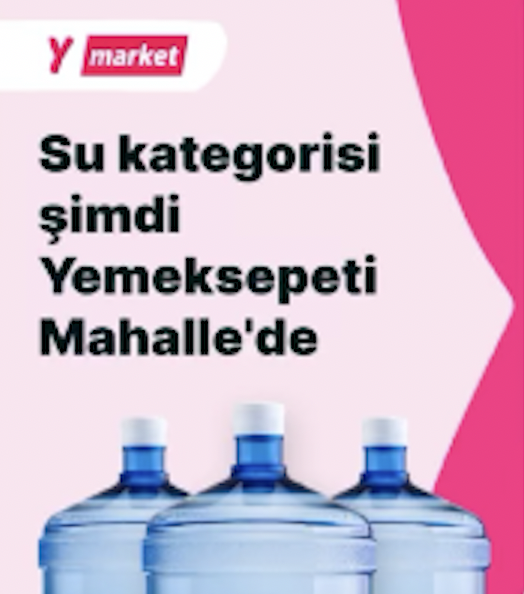 Y market
Su kategorisi
şimdi
Yemeksepeti
Mahalle'de